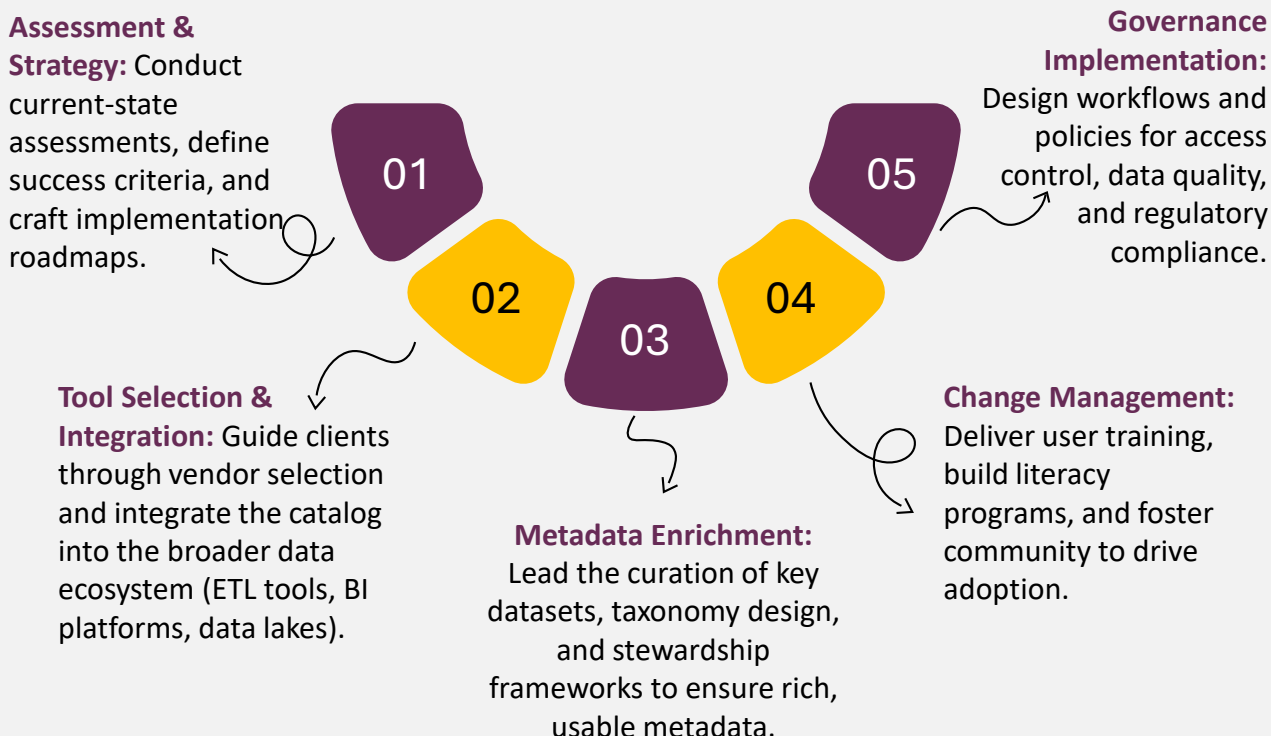 Assessment &
Strategy: Conduct
current-state
assessments, define
success criteria, and
craft implementation
roadmaps.
01
02
03
04
05
Tool Selection &
Integration: Guide clients
through vendor selection
and integrate the catalog
into the broader data
ecosystem (ETL tools, BI
platforms, data lakes).
Metadata Enrichment:
Lead the curation of key
datasets, taxonomy design,
and stewardship
frameworks to ensure rich,
usable metadata.
Change Management:
Deliver user training,
build literacy
programs, and foster
community to drive
adoption.
Governance
Implementation:
Design workflows and
policies for access
control, data quality,
and regulatory
compliance.